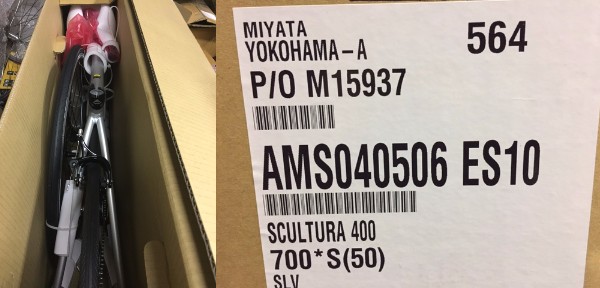 MIYATA
YOKOHAMA-A
564
P/O M15937
AMS040506 ES10
SCULTURA 400
700*S(50)
SLV